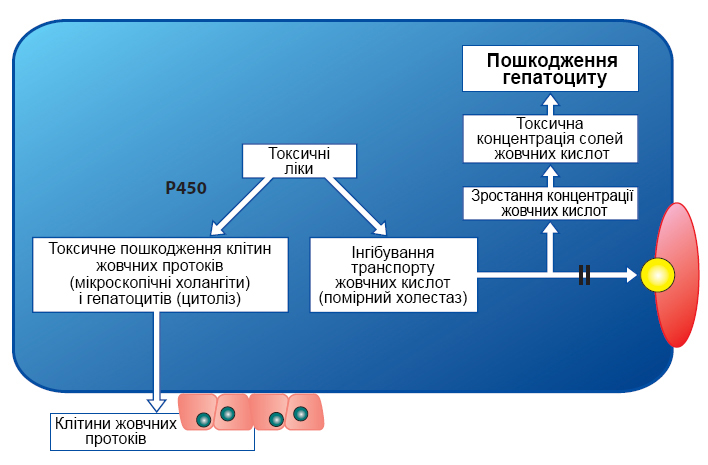 Пошкодження
гепатоциту
Токсична
концентрація солей
жовчних кислот
Токсичні
ліки
P450
Зростання концентрації
жовчних кислот
Токсичне пошкодження клітин
жовчних протоків
(мікроскопічні холангіти)
і гепатоцитів (цитоліз)
Інгібування
транспорту
жовчних кислот
(помірний холестаз)
Клітини жовчних
протоків